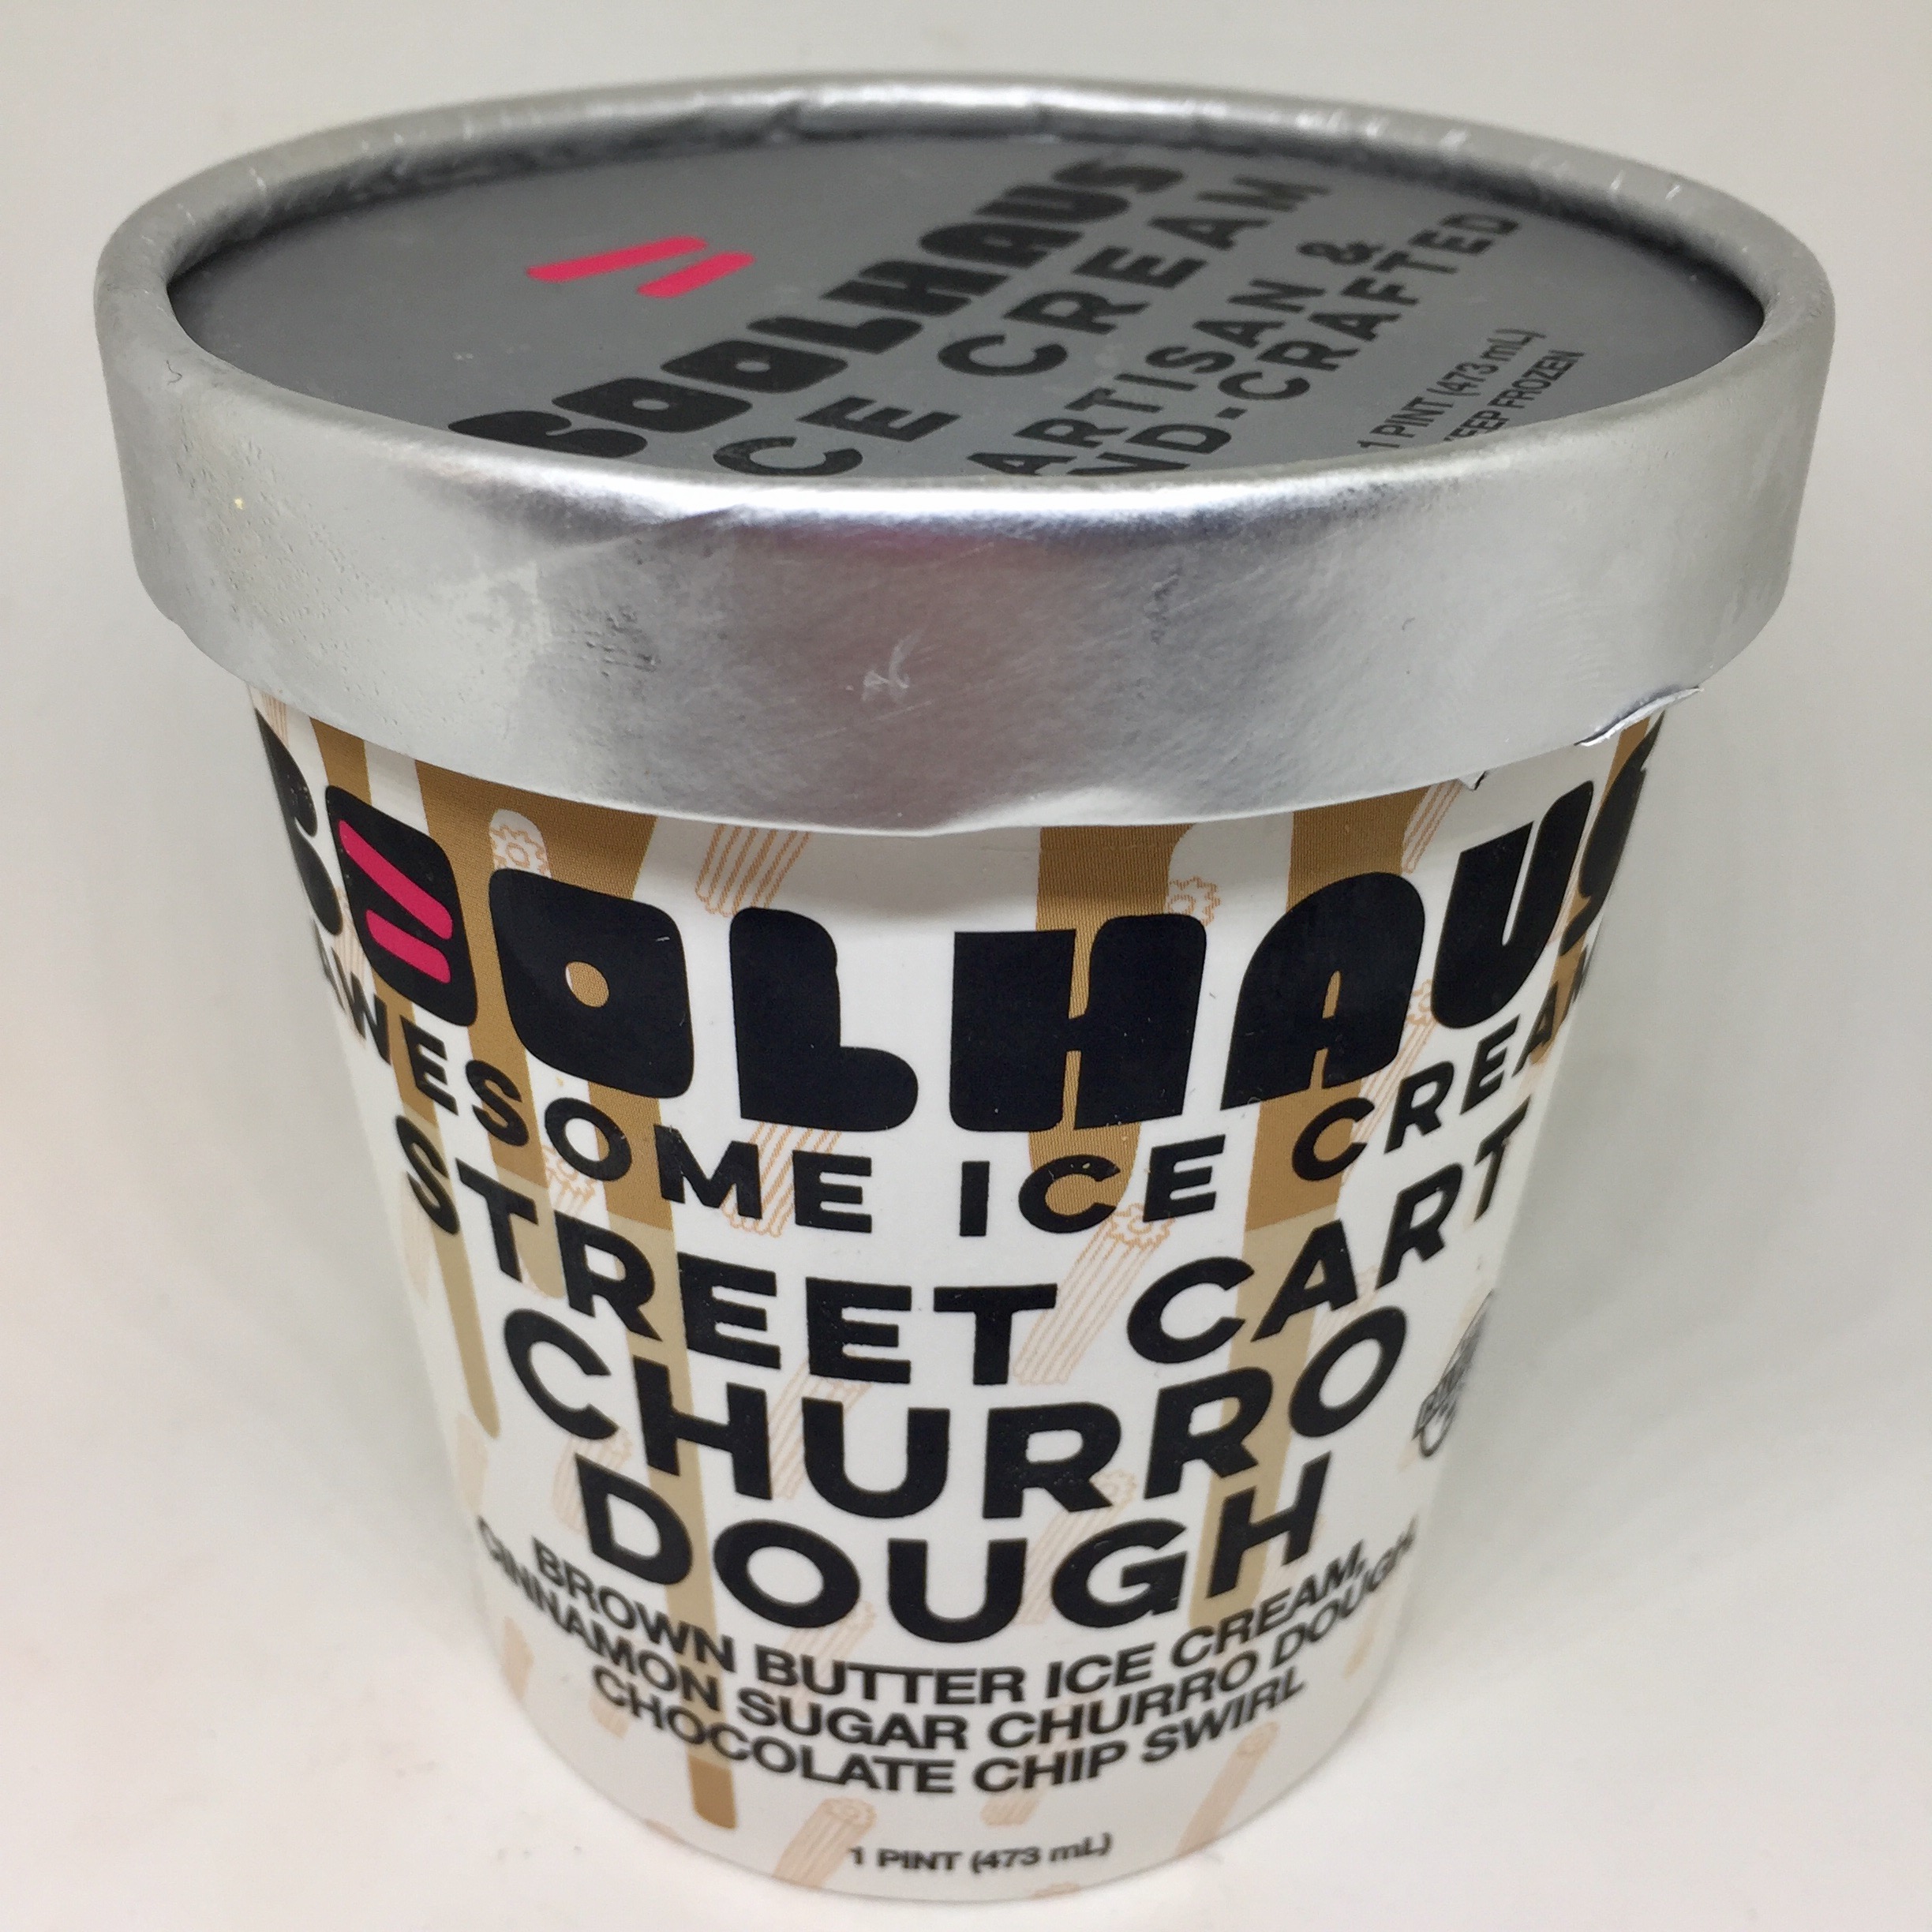 COOLHAUS
ICE CREAM
ARTISAN &
HAND-CRAFTED
1 PINT (473 mL)
KEEP FROZEN
COOLHAUS
AWESOME ICE CREAM
STREET CART
CHURRO
DOUGH
BROWN BUTTER ICE CREAM,
CINNAMON SUGAR CHURRO DOUGH
CHOCOLATE CHIP SWIRL
1 PINT (473 mL)